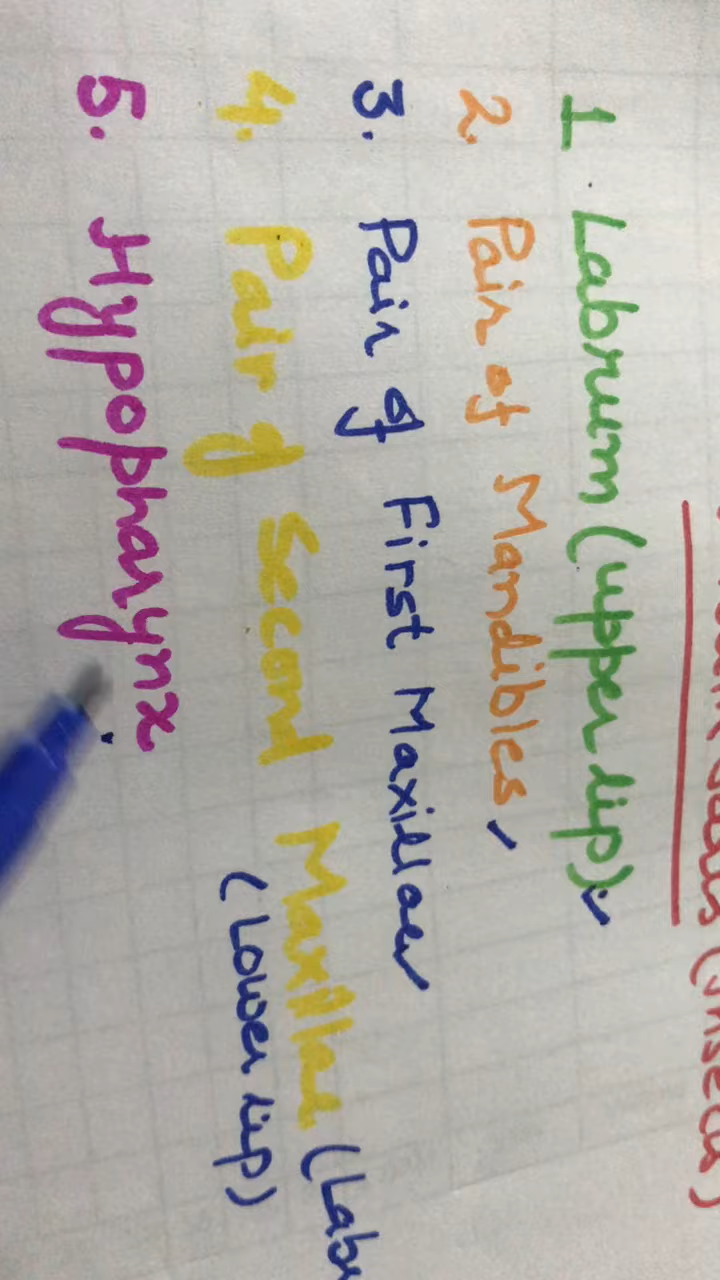 (Insects)
1. Labrum (upper lip)
2. Pair of Mandibles
3. Pair of First Maxillae
4. Pair of Second Maxillae (Lab
(Lower lip)
5. Hypopharynx